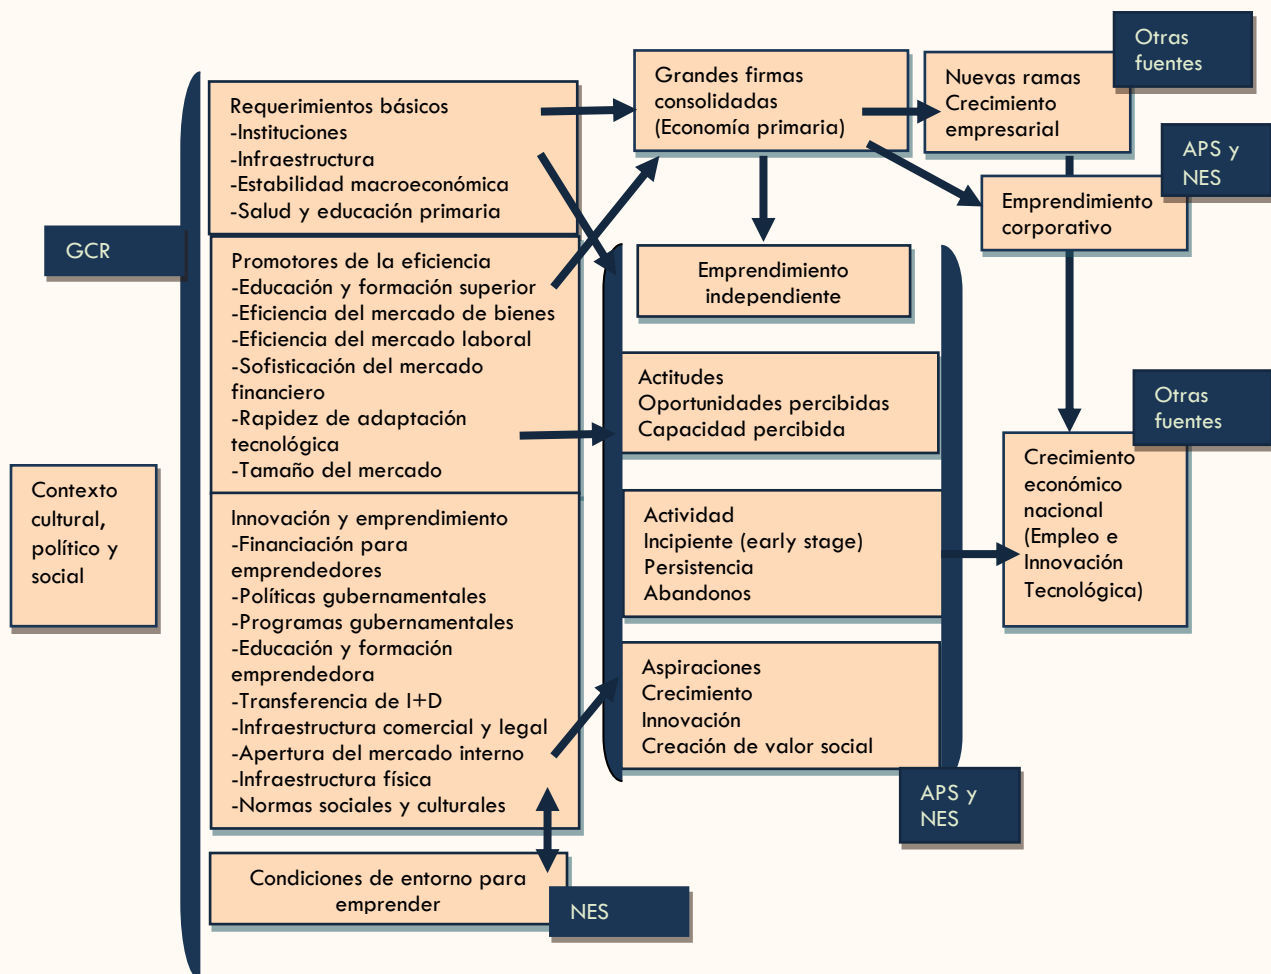 GCR
Contexto
cultural,
político y
social
Requerimientos básicos
-Instituciones
-Infraestructura
-Estabilidad macroeconómica
-Salud y educación primaria
Promotores de la eficiencia
-Educación y formación superior
-Eficiencia del mercado de bienes
-Eficiencia del mercado laboral
-Sofisticación del mercado
financiero
-Rapidez de adaptación
tecnológica
-Tamaño del mercado
Innovación y emprendimiento
-Financiación para
emprendedores
-Políticas gubernamentales
-Programas gubernamentales
-Educación y formación
emprendedora
-Transferencia de I+D
-Infraestructura comercial y legal
-Apertura del mercado interno
-Infraestructura física
-Normas sociales y culturales
Condiciones de entorno para
emprender
NES
Grandes firmas
consolidadas
(Economía primaria)
Emprendimiento
independiente
Actitudes
Oportunidades percibidas
Capacidad percibida
Actividad
Incipiente (early stage)
Persistencia
Abandonos
Aspiraciones
Crecimiento
Innovación
Creación de valor social
APS y
NES
Otras
fuentes
Nuevas ramas
Crecimiento
empresarial
APS y
NES
Emprendimiento
corporativo
Otras
fuentes
Crecimiento
económico
nacional
(Empleo e
Innovación
Tecnológica)